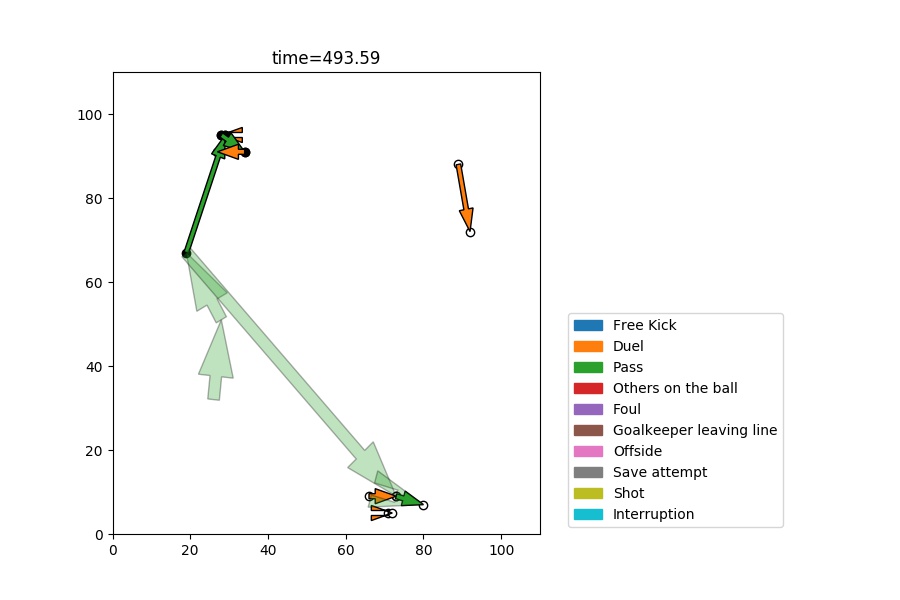 time=493.59
100
80
60
40
20
0
0
20
40
60
80
100
Free Kick
Duel
Pass
Others on the ball
Foul
Goalkeeper leaving line
Offside
Save attempt
Shot
Interruption